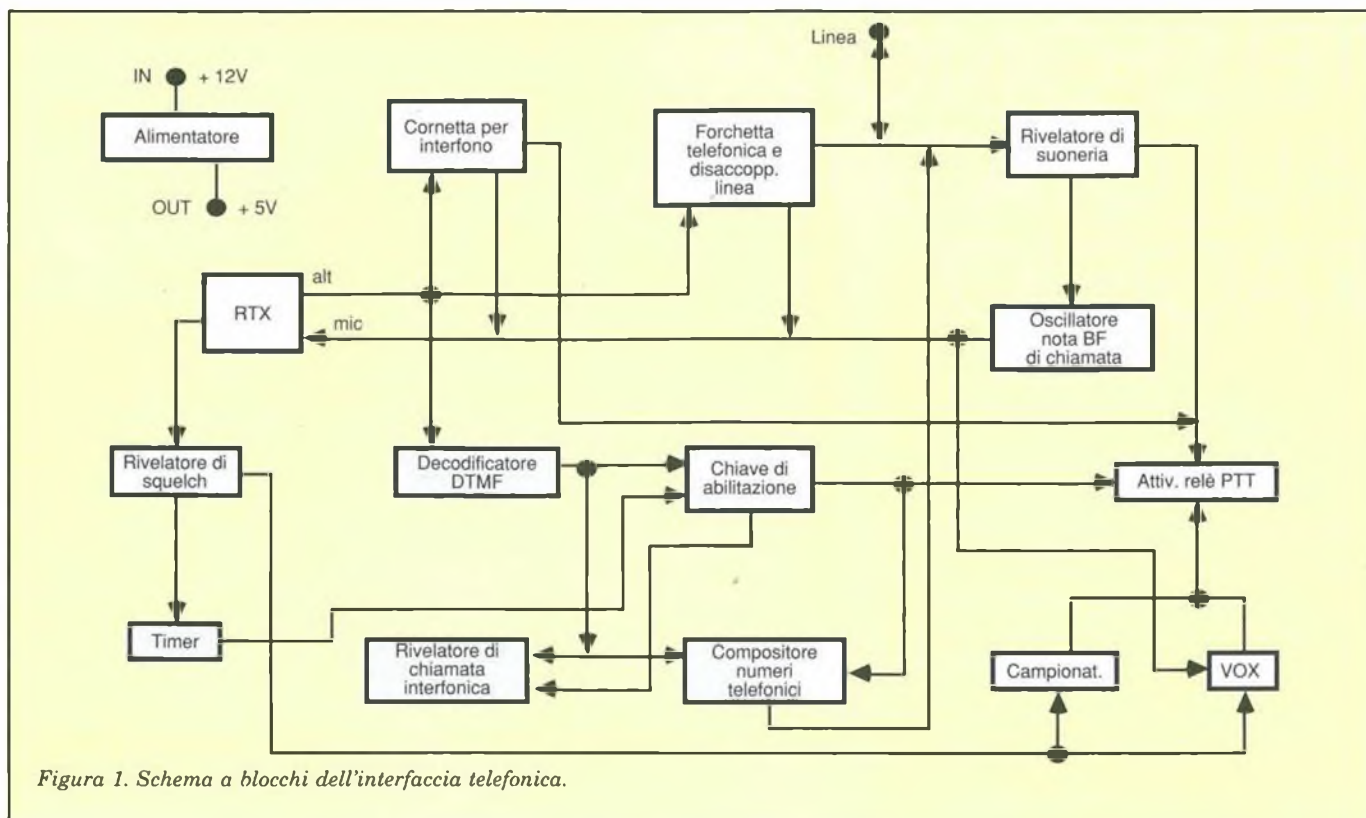 Linea
IN + 12V
Alimentatore
OUT + 5V
Cornetta per
interfono
Forchetta
telefonica e
disaccopp.
linea
Rivelatore di
suoneria
RTX
alt
mic
Oscillatore
nota BF
di chiamata
Rivelatore di
squelch
Decodificatore
DTMF
Chiave di
abilitazione
Attiv. relè PTT
Timer
Rivelatore di
chiamata
interfonica
Compositore
numeri
telefonici
Campionat.
VOX
Figura 1. Schema a blocchi dell'interfaccia telefonica.